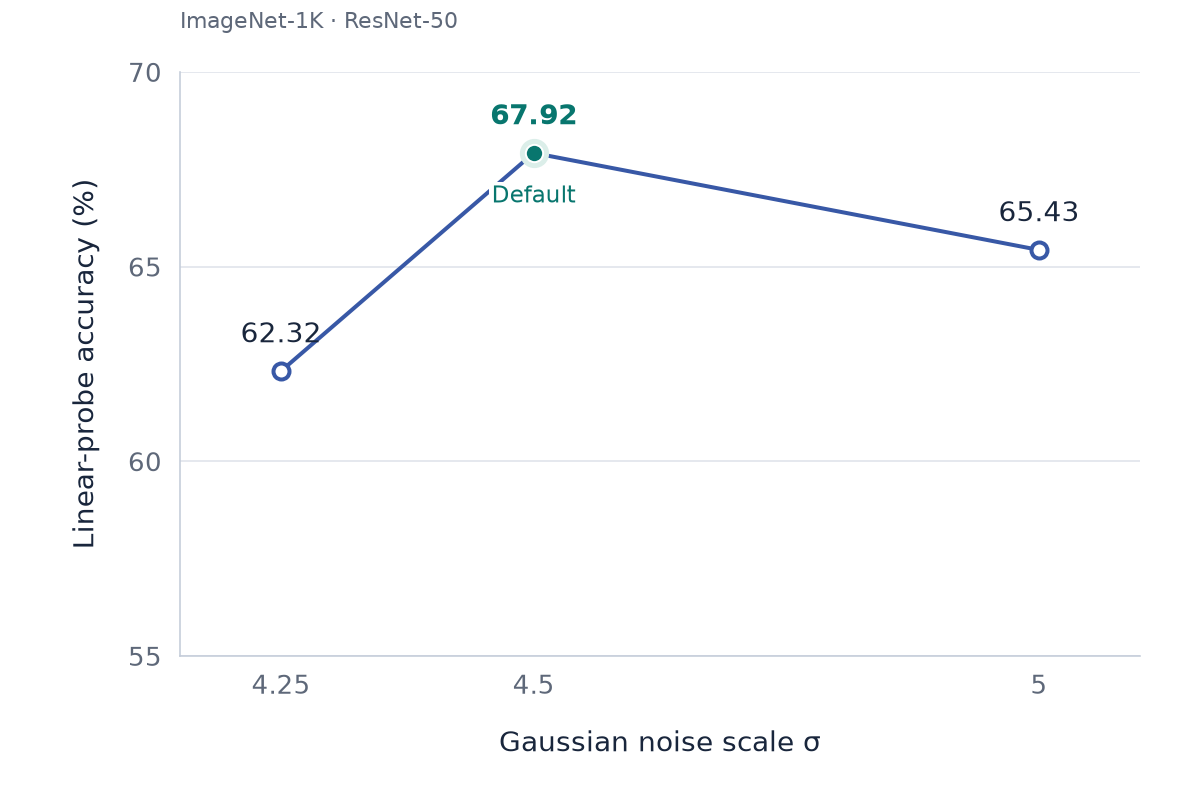 ImageNet-1K · ResNet-50
70
67.92
Default
65.43
65
62.32
60
55
4.25
4.5
5
Linear-probe accuracy (%)
Gaussian noise scale σ